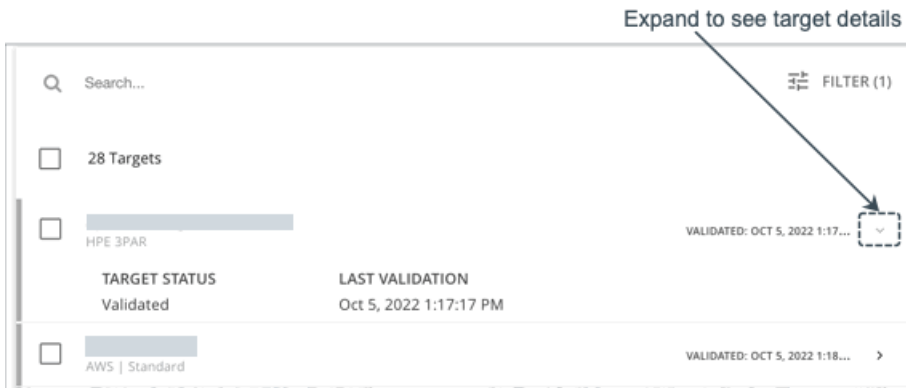 Expand to see target details
Search...
FILTER (1)
28 Targets
HPE 3PAR
VALIDATED: OCT 5, 2022 1:17...
TARGET STATUS
LAST VALIDATION
Validated
Oct 5, 2022 1:17:17 PM
AWS | Standard
VALIDATED: OCT 5, 2022 1:18...